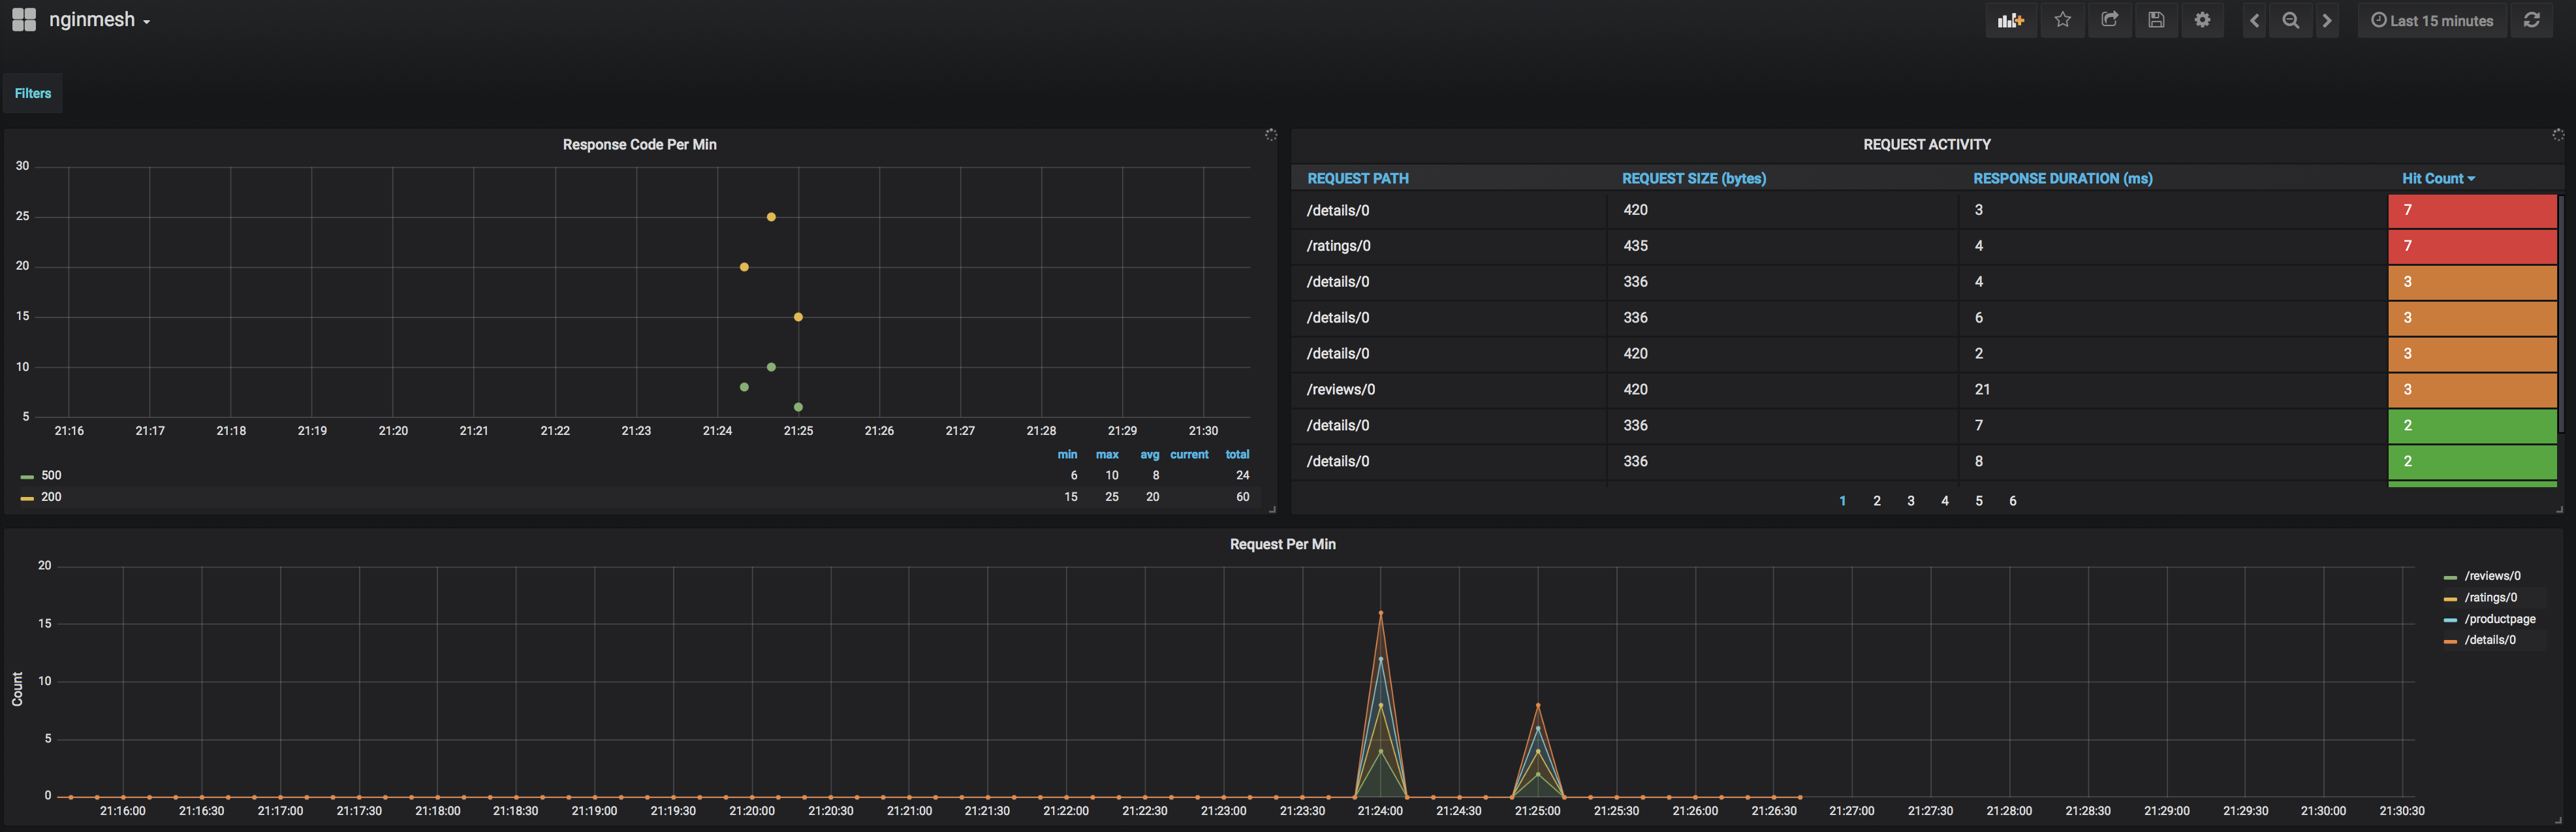 nginmesh
Last 15 minutes
Filters
Response Code Per Min
30
25
20
15
10
5
21:16 21:17 21:18 21:19 21:20 21:21 21:22 21:23 21:24 21:25 21:26 21:27 21:28 21:29 21:30
min max avg current total
500 6 10 8 24
200 15 25 20 60
REQUEST ACTIVITY
REQUEST PATH REQUEST SIZE (bytes) RESPONSE DURATION (ms) Hit Count
/details/0 420 3 7
/ratings/0 435 4 7
/details/0 336 4 3
/details/0 336 6 3
/details/0 420 2 3
/reviews/0 420 21 3
/details/0 336 7 2
/details/0 336 8 2
1 2 3 4 5 6
Request Per Min
Count
20
15
10
5
0
21:16:00 21:16:30 21:17:00 21:17:30 21:18:00 21:18:30 21:19:00 21:19:30 21:20:00 21:20:30 21:21:00 21:21:30 21:22:00 21:22:30 21:23:00 21:23:30 21:24:00 21:24:30 21:25:00 21:25:30 21:26:00 21:26:30 21:27:00 21:27:30 21:28:00 21:28:30 21:29:00 21:29:30 21:30:00 21:30:30
/reviews/0
/ratings/0
/productpage
/details/0